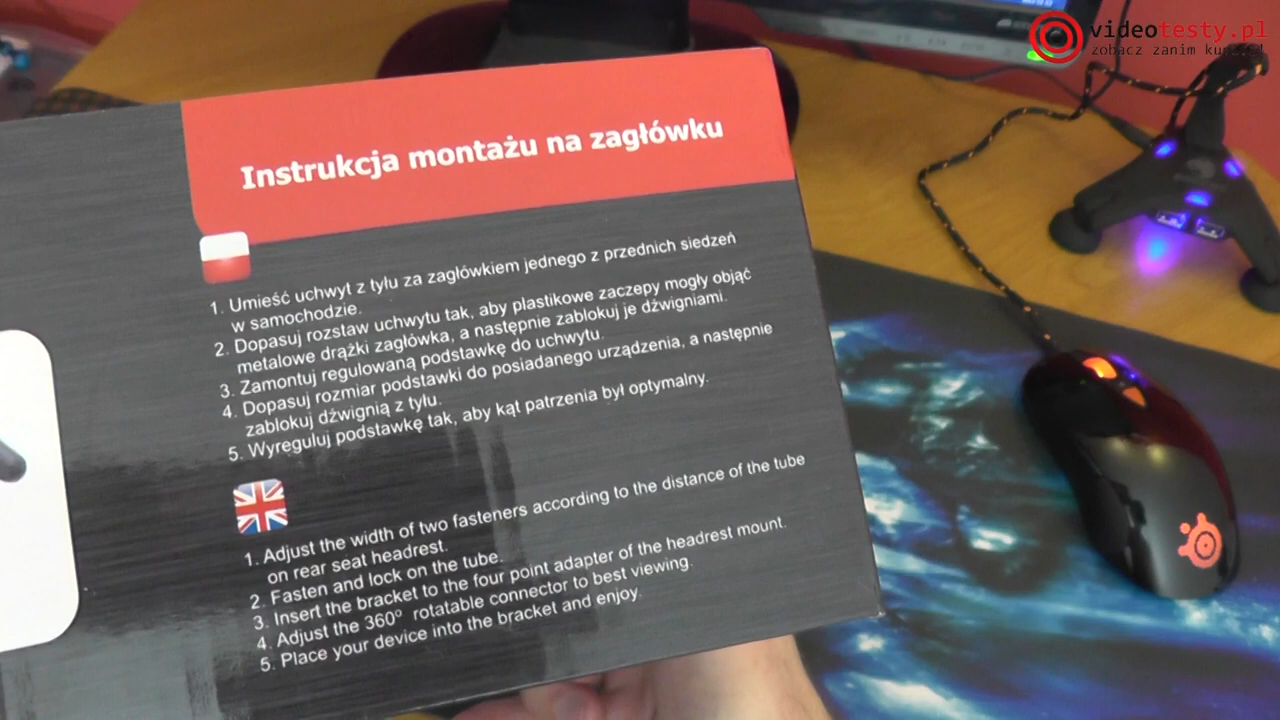 videotesty.pl
zobacz zanim kupisz!
Instrukcja montażu na zagłówku
1. Umieść uchwyt z tyłu za zagłówkiem jednego z przednich siedzeń
w samochodzie.
2. Dopasuj rozstaw uchwytu tak, aby plastikowe zaczepy mogły objąć
metalowe drążki zagłówka, a następnie zablokuj je dźwigniami.
3. Zamontuj regulowaną podstawkę do uchwytu.
4. Dopasuj rozmiar podstawki do posiadanego urządzenia, a następnie
zablokuj dźwignią z tyłu.
5. Wyreguluj podstawkę tak, aby kąt patrzenia był optymalny.
1. Adjust the width of two fasteners according to the distance of the tube
on rear seat headrest.
2. Fasten and lock on the tube.
3. Insert the bracket to the four point adapter of the headrest mount.
4. Adjust the 360º rotatable connector to best viewing.
5. Place your device into the bracket and enjoy.